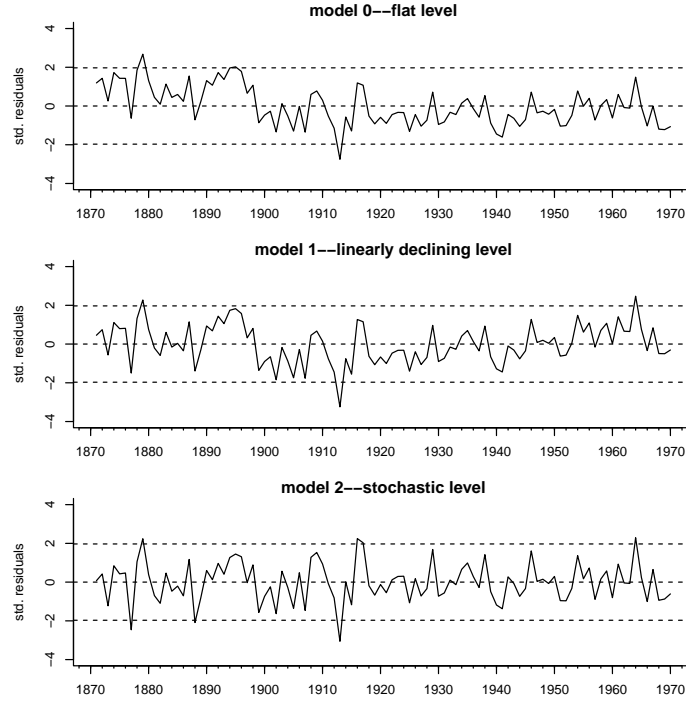 model 0−−flat level
std. residuals
4
2
0
−2
−4
1870 1880 1890 1900 1910 1920 1930 1940 1950 1960 1970
model 1−−linearly declining level
std. residuals
4
2
0
−2
−4
1870 1880 1890 1900 1910 1920 1930 1940 1950 1960 1970
model 2−−stochastic level
std. residuals
4
2
0
−2
−4
1870 1880 1890 1900 1910 1920 1930 1940 1950 1960 1970